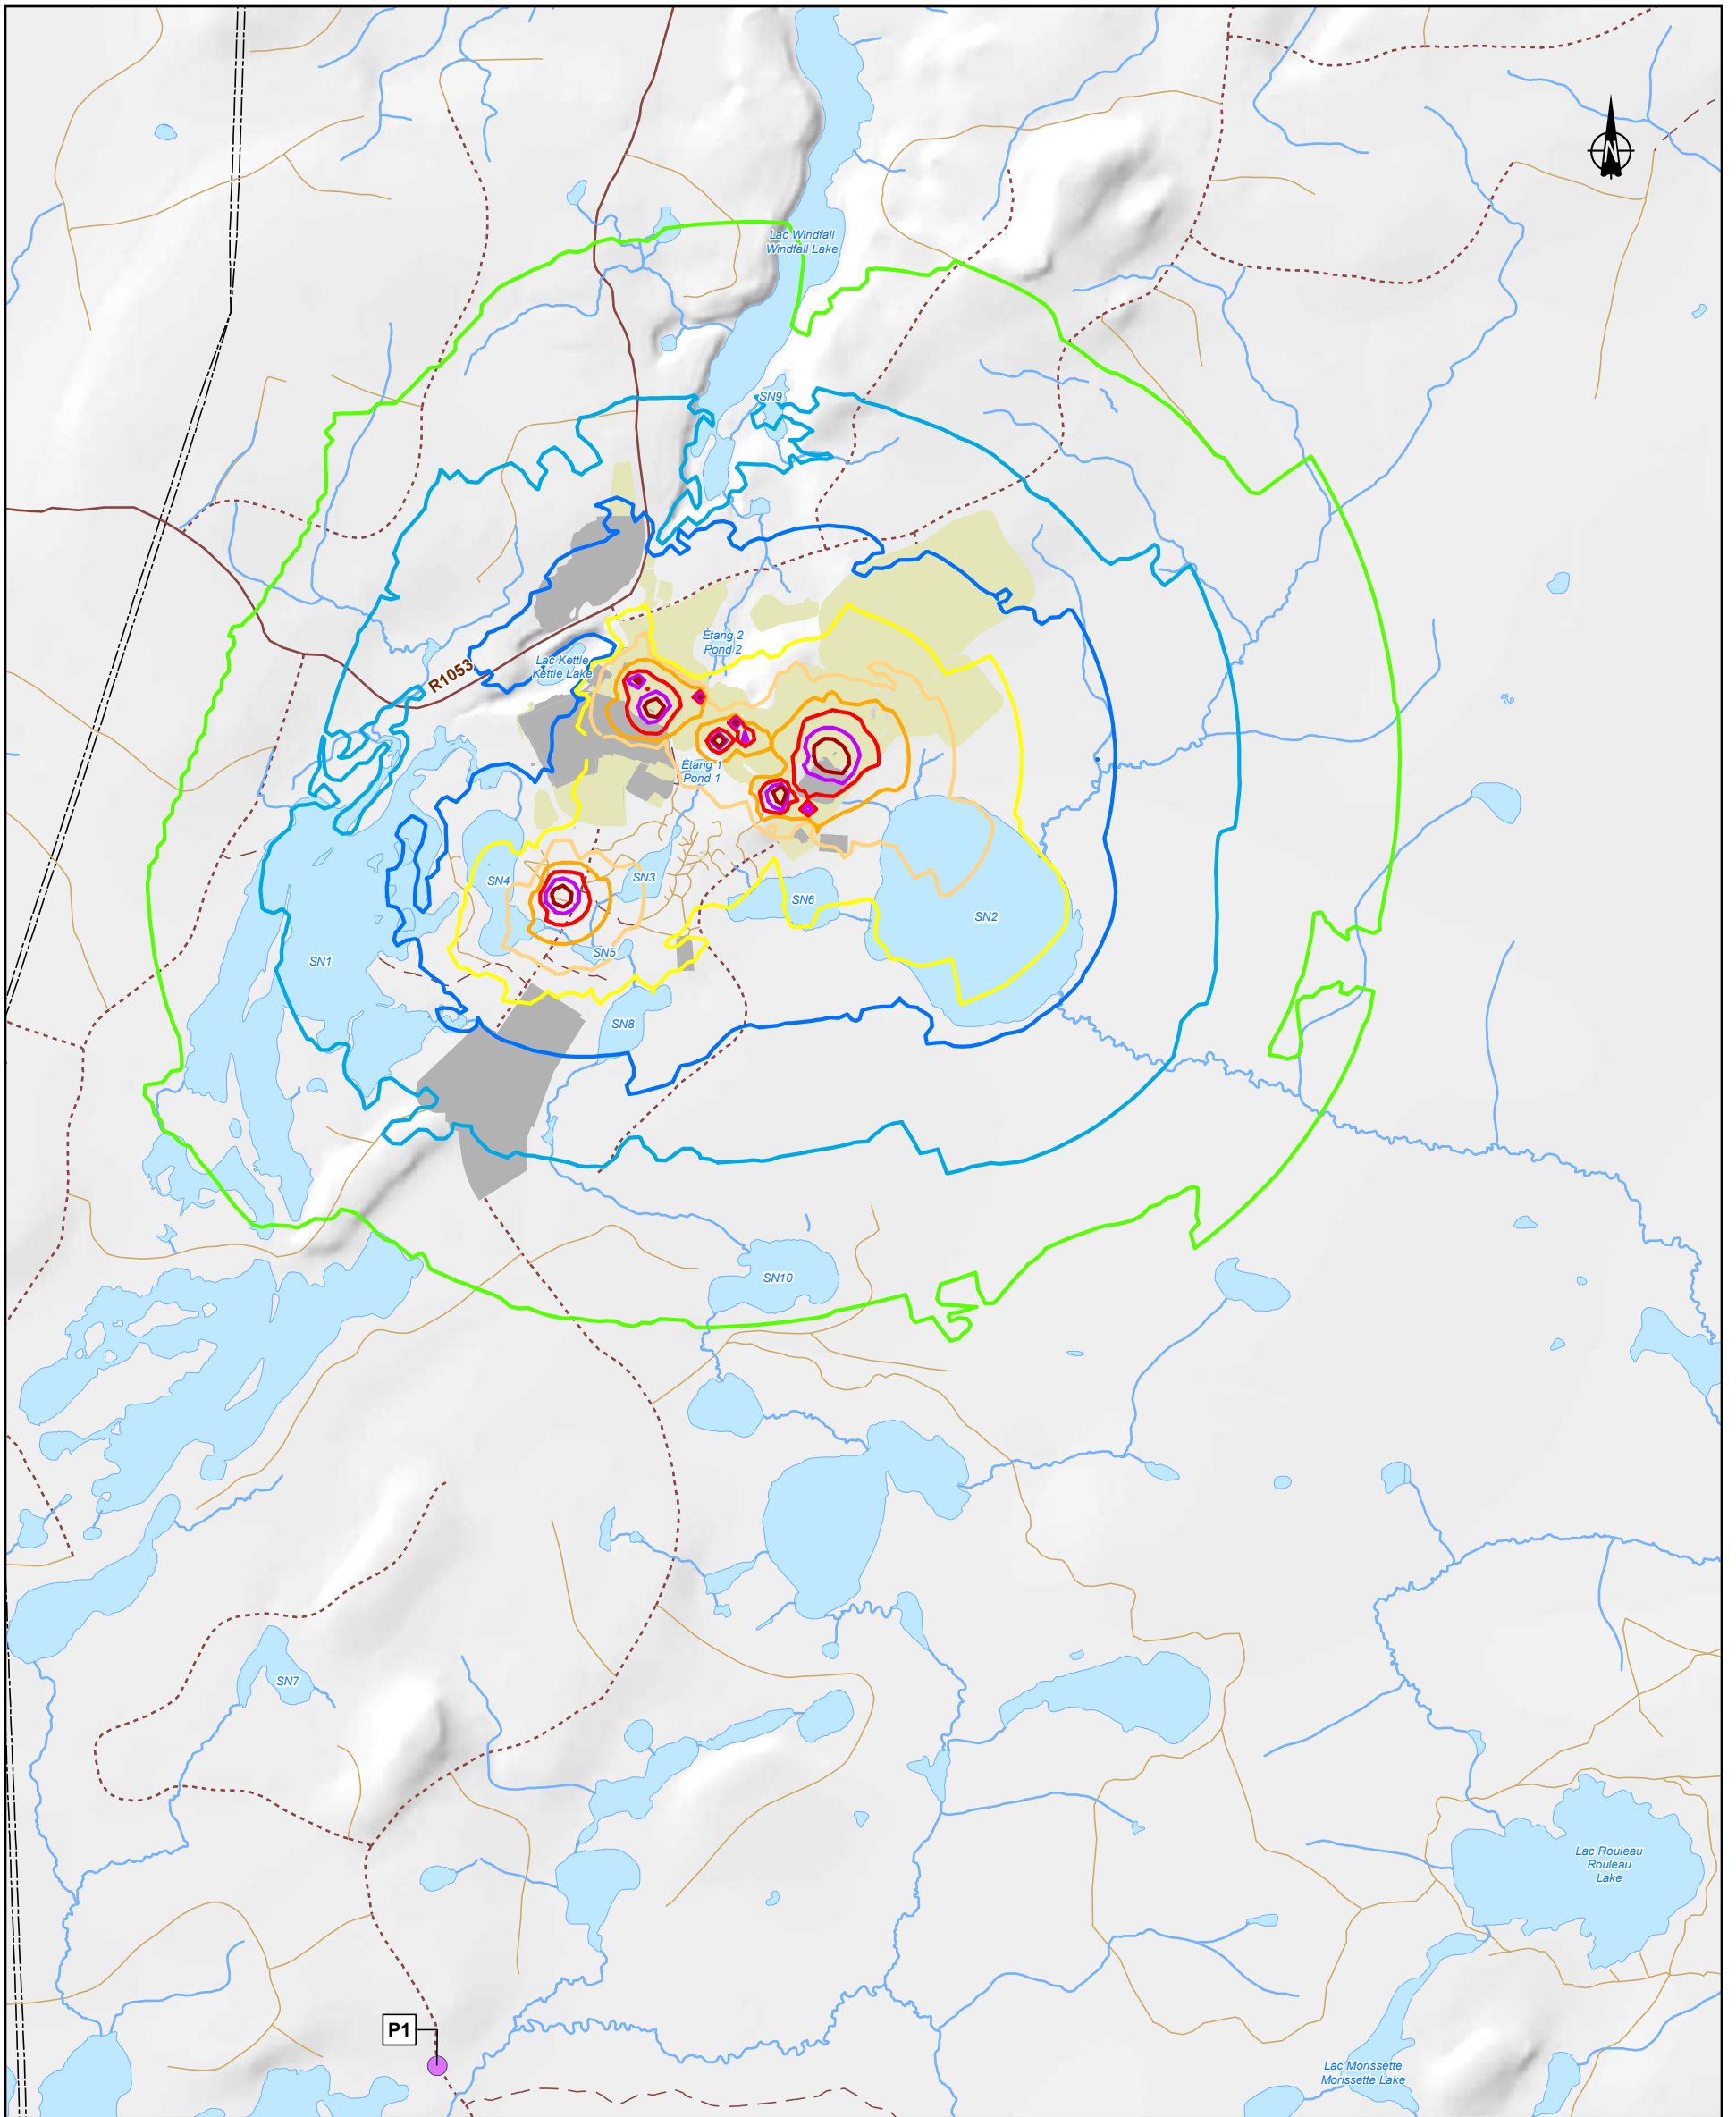 N
Lac Windfall
Windfall Lake
SN9
Étang 2
Pond 2
Lac Kettle
Kettle Lake
R1053
Étang 1
Pond 1
SN4
SN3
SN6
SN2
SN5
SN1
SN8
SN10
SN7
Lac Rouleau
Rouleau
Lake
P1
Lac Morissette
Morissette Lake